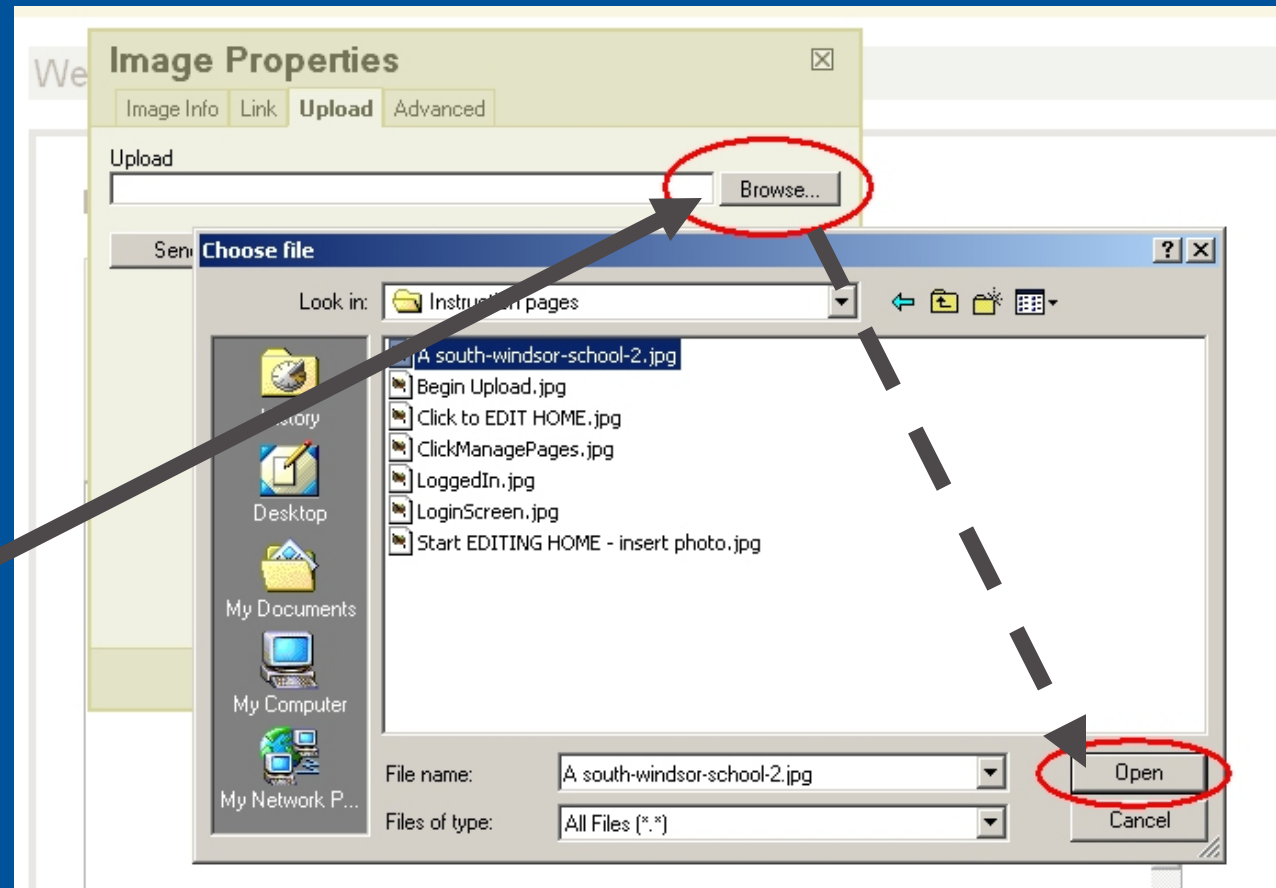 We
Image Properties
Image Info Link Upload Advanced
Upload
Browse...
Choose file
? X
Look in: Instruction pages
A south-windsor-school-2.jpg
Begin Upload.jpg
Click to EDIT HOME.jpg
ClickManagePages.jpg
LoggedIn.jpg
LoginScreen.jpg
Start EDITING HOME - insert photo.jpg
Desktop
My Documents
My Computer
My Network P...
File name: A south-windsor-school-2.jpg Open
Files of type: All Files (*.*) Cancel